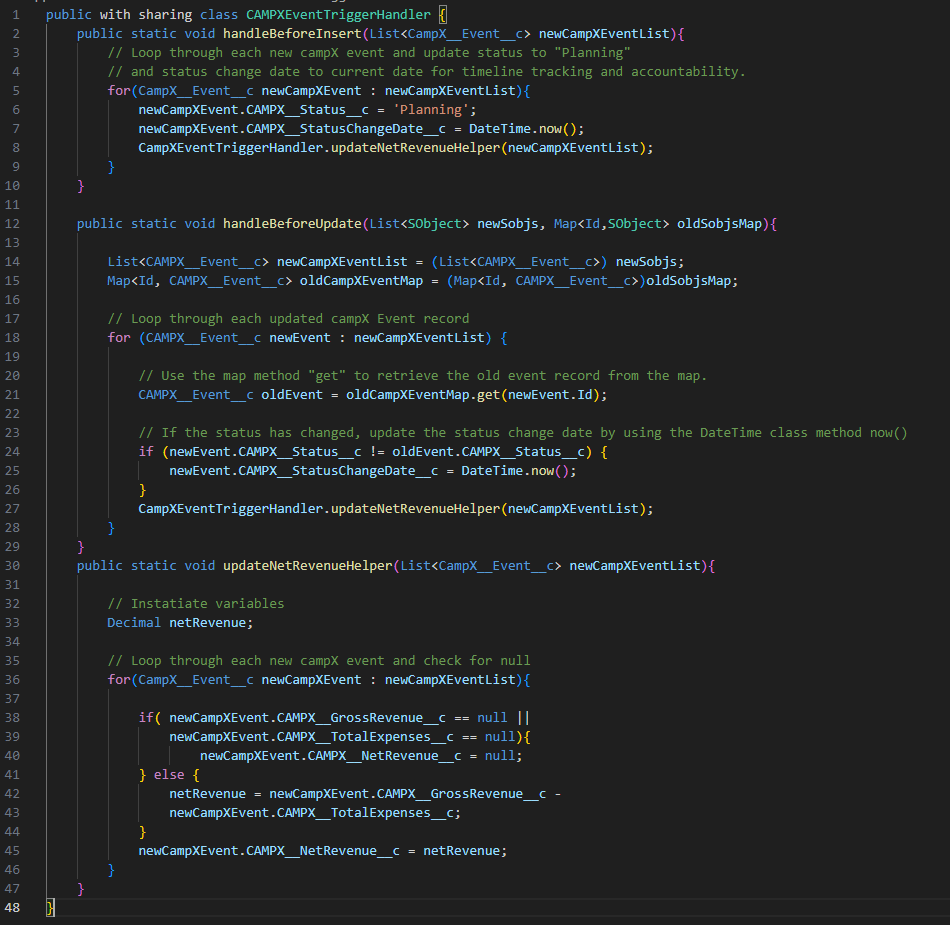 1 public with sharing class CAMPXEventTriggerHandler {
2 public static void handleBeforeInsert(List<CampX__Event__c> newCampXEventList){
3 // Loop through each new campX event and update status to "Planning"
4 // and status change date to current date for timeline tracking and accountability.
5 for(CampX__Event__c newCampXEvent : newCampXEventList){
6 newCampXEvent.CAMPX__Status__c = 'Planning';
7 newCampXEvent.CAMPX__StatusChangeDate__c = DateTime.now();
8 CampXEventTriggerHandler.updateNetRevenueHelper(newCampXEventList);
9 }
10 }
11
12 public static void handleBeforeUpdate(List<SObject> newSobjs, Map<Id,SObject> oldSobjsMap){
13
14 List<CAMPX__Event__c> newCampXEventList = (List<CAMPX__Event__c>) newSobjs;
15 Map<Id, CAMPX__Event__c> oldCampXEventMap = (Map<Id, CAMPX__Event__c>)oldSobjsMap;
16
17 // Loop through each updated campX Event record
18 for (CAMPX__Event__c newEvent : newCampXEventList) {
19
20 // Use the map method "get" to retrieve the old event record from the map.
21 CAMPX__Event__c oldEvent = oldCampXEventMap.get(newEvent.Id);
22
23 // If the status has changed, update the status change date by using the DateTime class method now()
24 if (newEvent.CAMPX__Status__c != oldEvent.CAMPX__Status__c) {
25 newEvent.CAMPX__StatusChangeDate__c = DateTime.now();
26 }
27 CampXEventTriggerHandler.updateNetRevenueHelper(newCampXEventList);
28 }
29 }
30 public static void updateNetRevenueHelper(List<CampX__Event__c> newCampXEventList){
31
32 // Instatiate variables
33 Decimal netRevenue;
34
35 // Loop through each new campX event and check for null
36 for(CampX__Event__c newCampXEvent : newCampXEventList){
37
38 if( newCampXEvent.CAMPX__GrossRevenue__c == null ||
39 newCampXEvent.CAMPX__TotalExpenses__c == null){
40 newCampXEvent.CAMPX__NetRevenue__c = null;
41 } else {
42 netRevenue = newCampXEvent.CAMPX__GrossRevenue__c -
43 newCampXEvent.CAMPX__TotalExpenses__c;
44 }
45 newCampXEvent.CAMPX__NetRevenue__c = netRevenue;
46 }
47 }
48 }